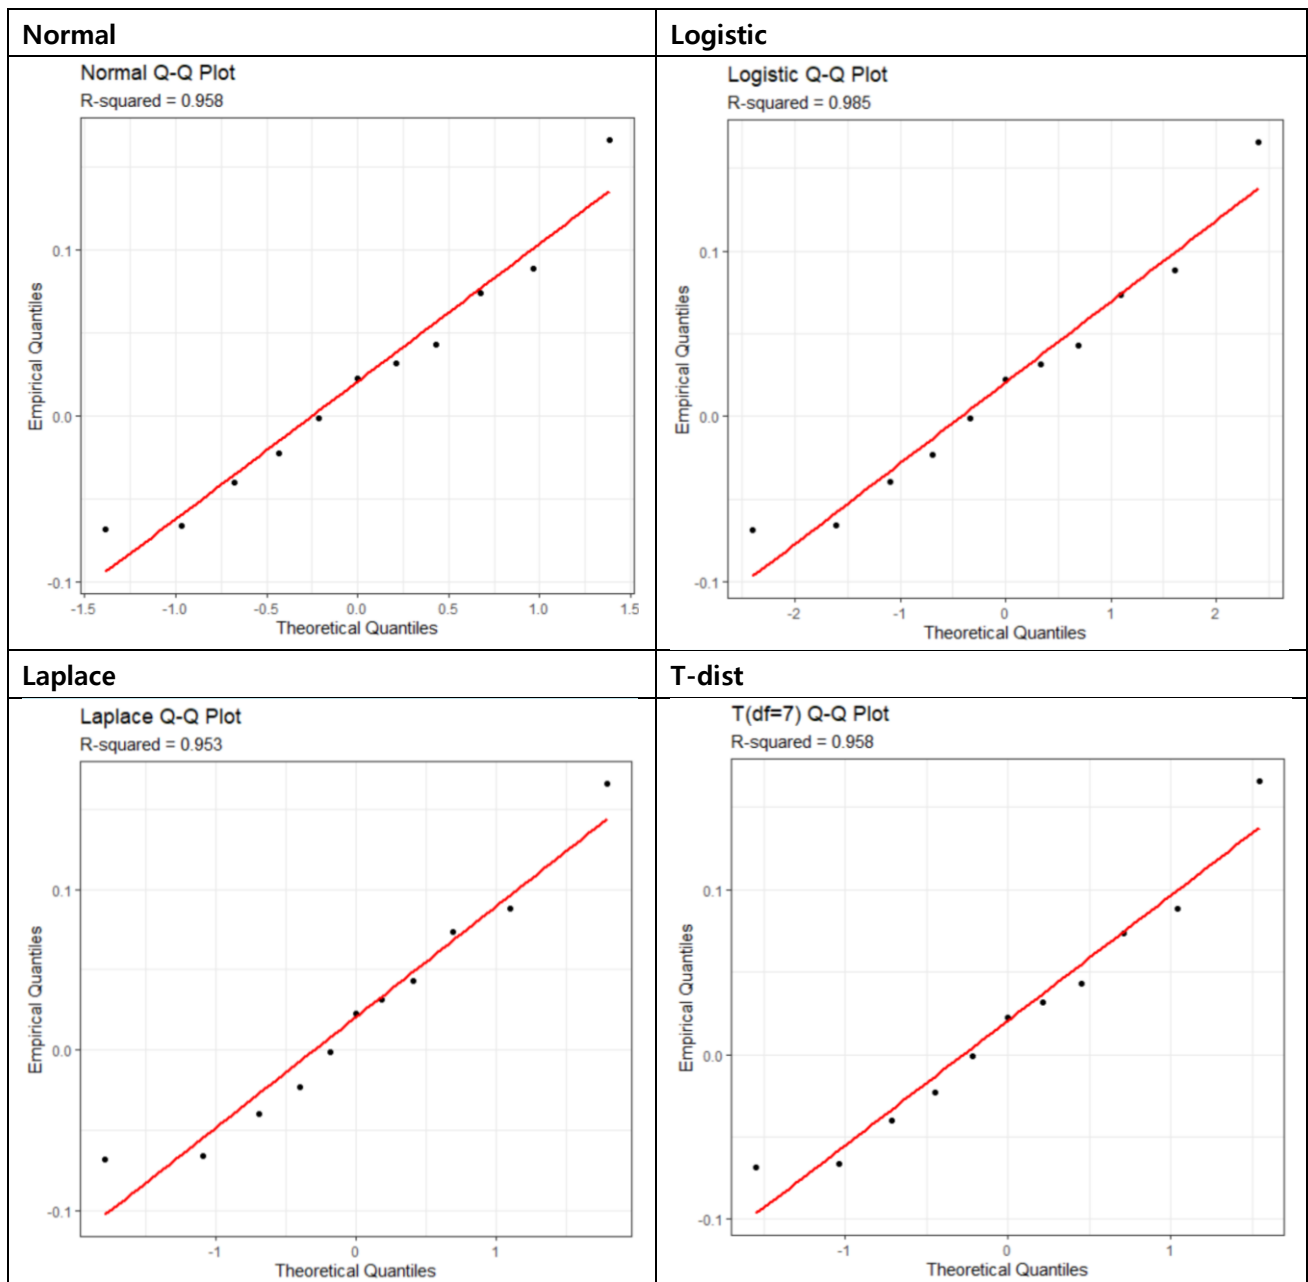 Normal
Logistic
Normal Q-Q Plot
R-squared = 0.958
0.1
0.0
-0.1
Empirical Quantiles
-1.5 -1.0 -0.5 0.0 0.5 1.0 1.5
Theoretical Quantiles
Logistic Q-Q Plot
R-squared = 0.985
0.1
0.0
-0.1
Empirical Quantiles
-2 -1 0 1 2
Theoretical Quantiles
Laplace
T-dist
Laplace Q-Q Plot
R-squared = 0.953
0.1
0.0
-0.1
Empirical Quantiles
-1 0 1
Theoretical Quantiles
T(df=7) Q-Q Plot
R-squared = 0.958
0.1
0.0
-0.1
Empirical Quantiles
-1 0 1
Theoretical Quantiles